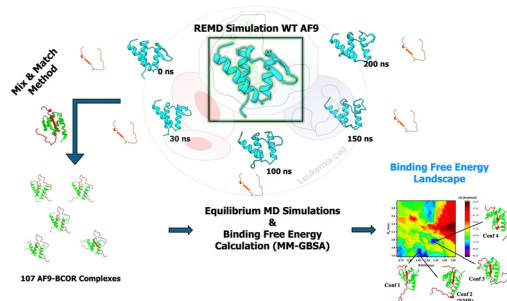 REMD Simulation WT AF9
Mix & Match
Method
0 ns
200 ns
30 ns
150 ns
100 ns
Leukemia cell
Binding Free Energy
Landscape
Equilibrium MD Simulations
&
Binding Free Energy
Calculation (MM-GBSA)
Conf 4
Conf 3
Conf 1
Conf 2
107 AF9-BCOR Complexes